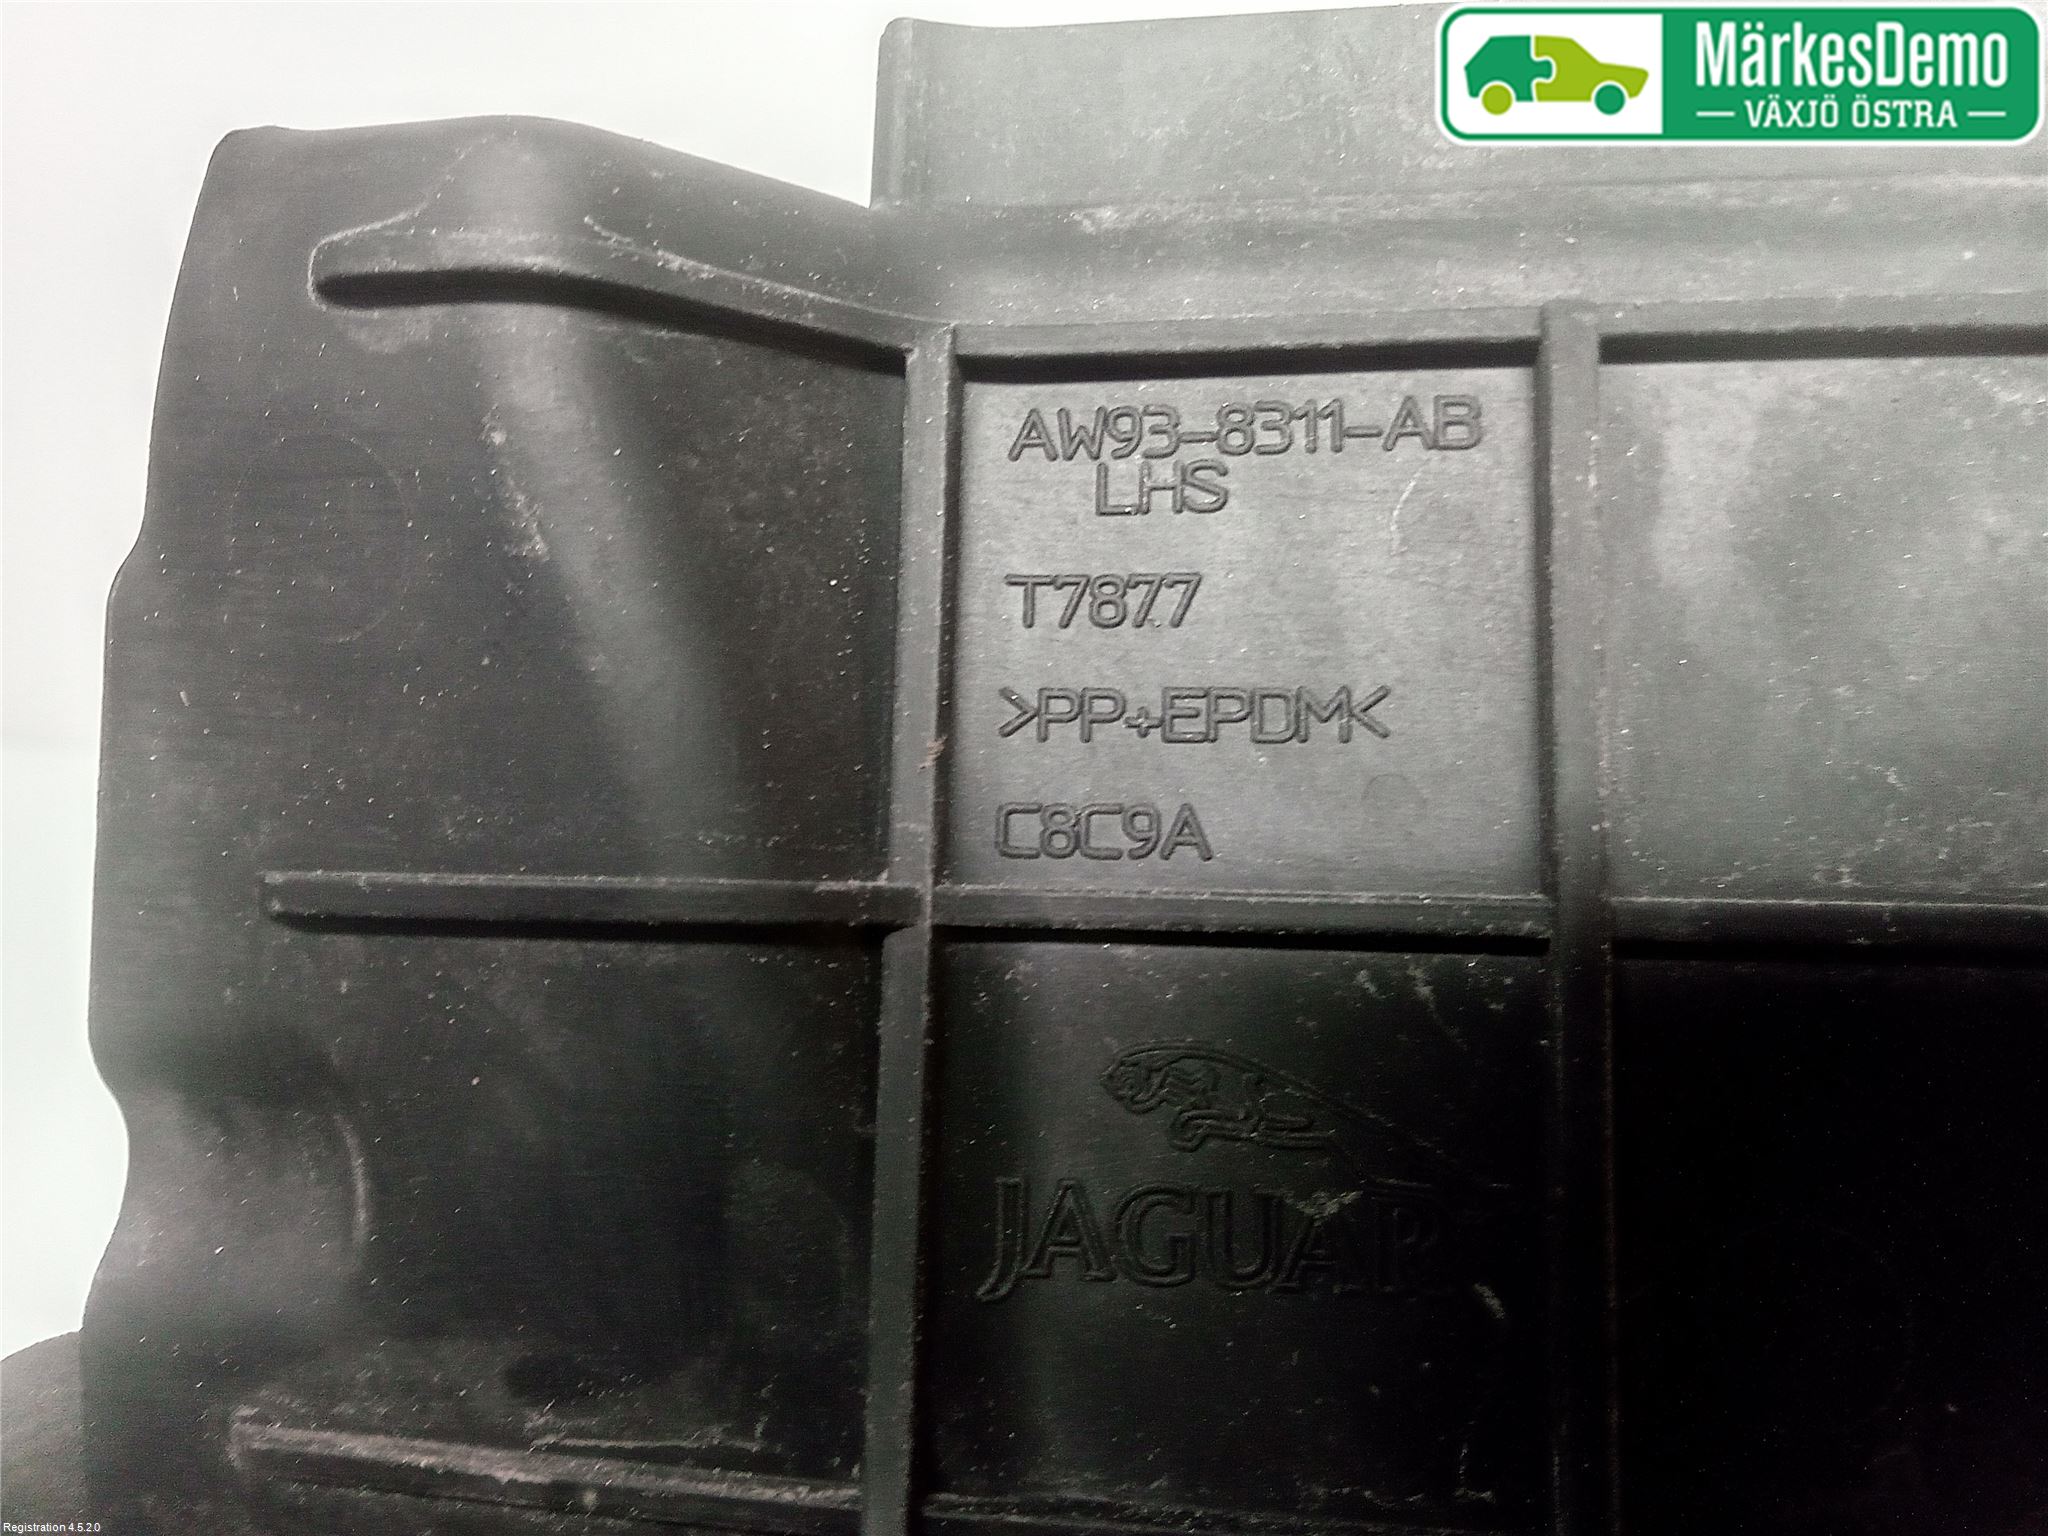 MärkesDemo
VÄXJÖ ÖSTRA
AW93-8311-AB
LHS
T7877
>PP+EPDM<
C8C9A
JAGUAR
Registration 4.5.2.0